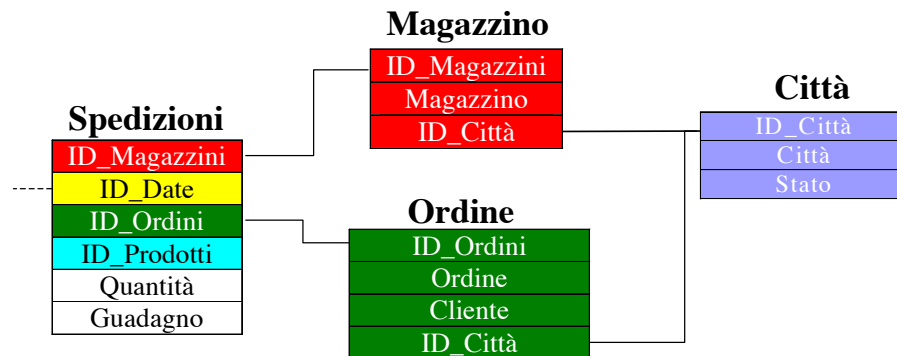 Spedizioni
ID_Magazzini
ID_Date
ID_Ordini
ID_Prodotti
Quantità
Guadagno
Magazzino
ID_Magazzini
Magazzino
ID_Città
Ordine
ID_Ordini
Ordine
Cliente
ID_Città
Città
ID_Città
Città
Stato